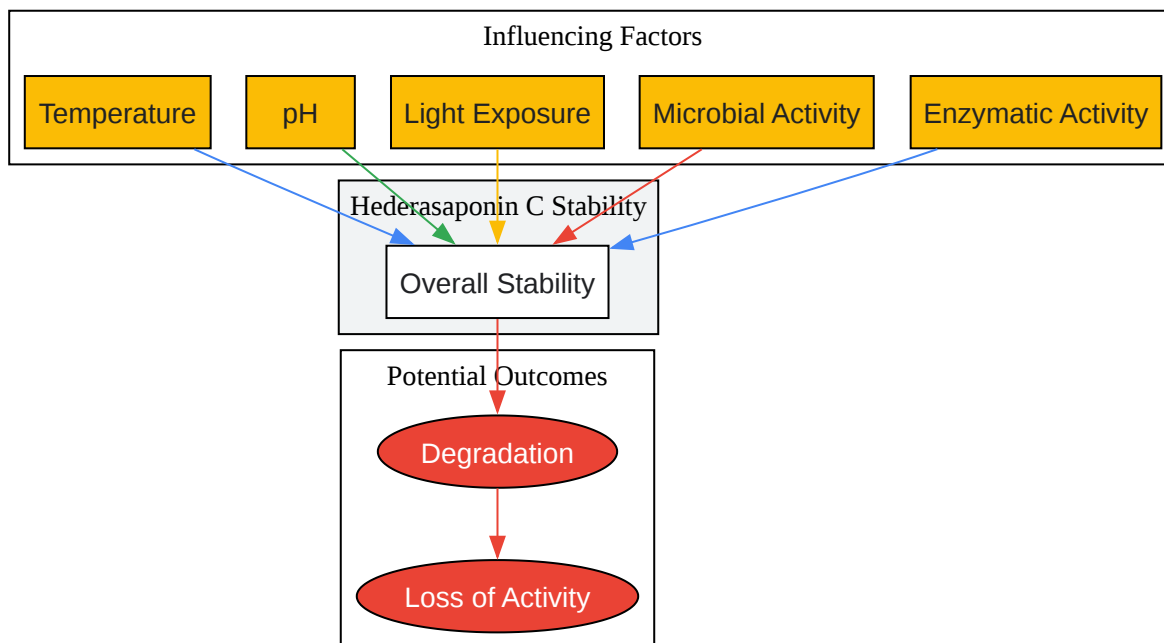 Influencing Factors
Temperature
pH
Light Exposure
Microbial Activity
Enzymatic Activity
Hederasaponin C Stability
Overall Stability
Potential Outcomes
Degradation
Loss of Activity